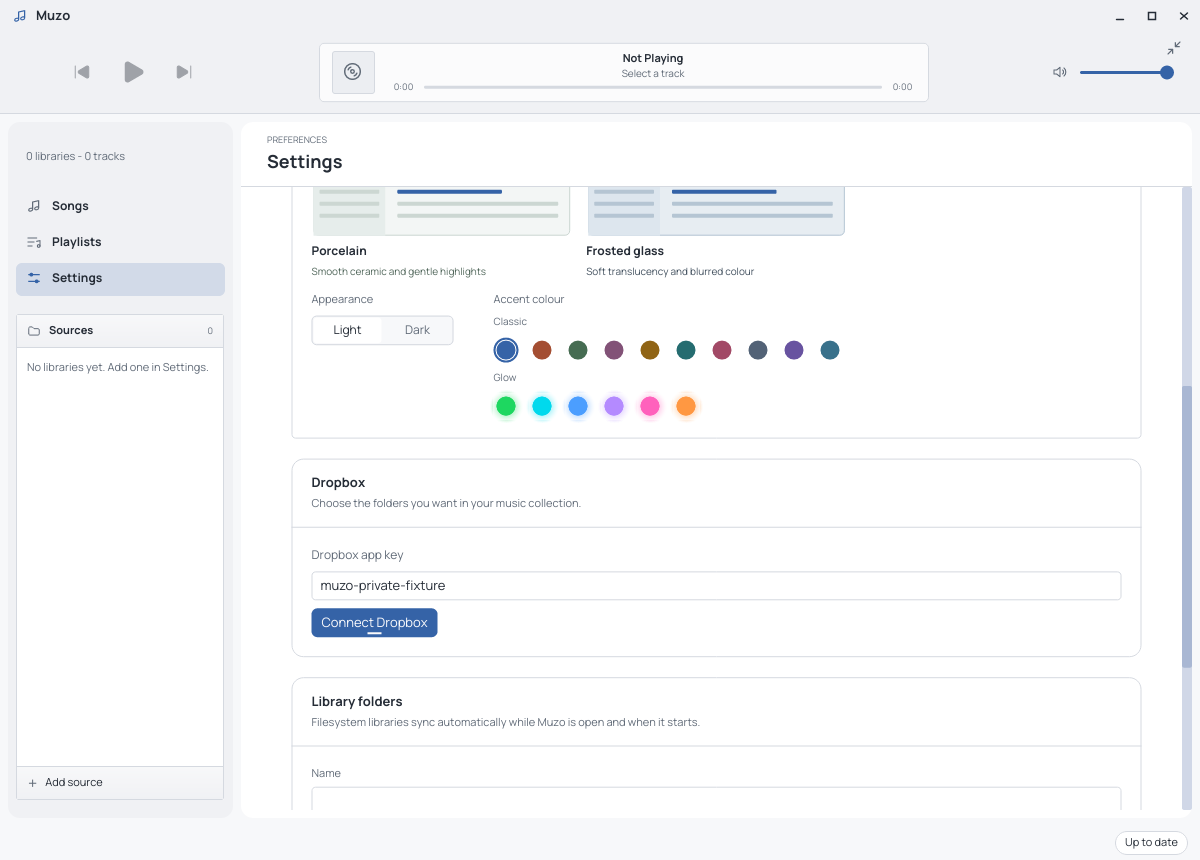 Muzo
Not Playing
Select a track
0:00
0:00
0 libraries - 0 tracks
Songs
Playlists
Settings
Sources
0
No libraries yet. Add one in Settings.
Add source
PREFERENCES
Settings
Porcelain
Smooth ceramic and gentle highlights
Frosted glass
Soft translucency and blurred colour
Appearance
Light
Dark
Accent colour
Classic
Glow
Dropbox
Choose the folders you want in your music collection.
Dropbox app key
muzo-private-fixture
Connect Dropbox
Library folders
Filesystem libraries sync automatically while Muzo is open and when it starts.
Name
Up to date